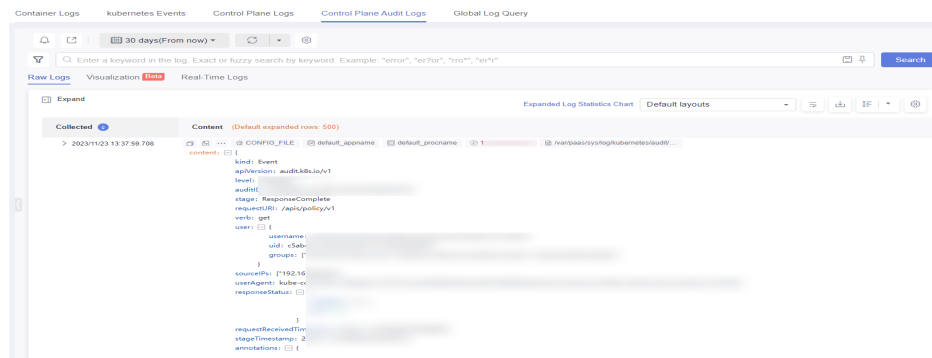 Container Logs kubernetes Events Control Plane Logs Control Plane Audit Logs Global Log Query
30 days(From now)
Enter a keyword in the log. Exact or fuzzy search by keyword. Example: "error", "er?or", "rro*", "er*r" Search
Raw Logs Visualization Beta Real-Time Logs
Expand
Expanded Log Statistics Chart Default layouts
Collected Content (Default expanded rows: 500)
2023/11/23 13:37:59.708 CONFIG_FILE default_appname default_procname 1 /var/paas/sys/log/kubernetes/audit/...
content: {
kind: Event
apiVersion: audit.k8s.io/v1
level:
auditI
stage: ResponseComplete
requestURI: /apis/policy/v1
verb: get
user: {
username:
uid: c5ab
groups: ["
}
sourceIPs: ["192.16
userAgent: kube-co
responseStatus:
}
requestReceivedTim
stageTimestamp: 2
annotations: {